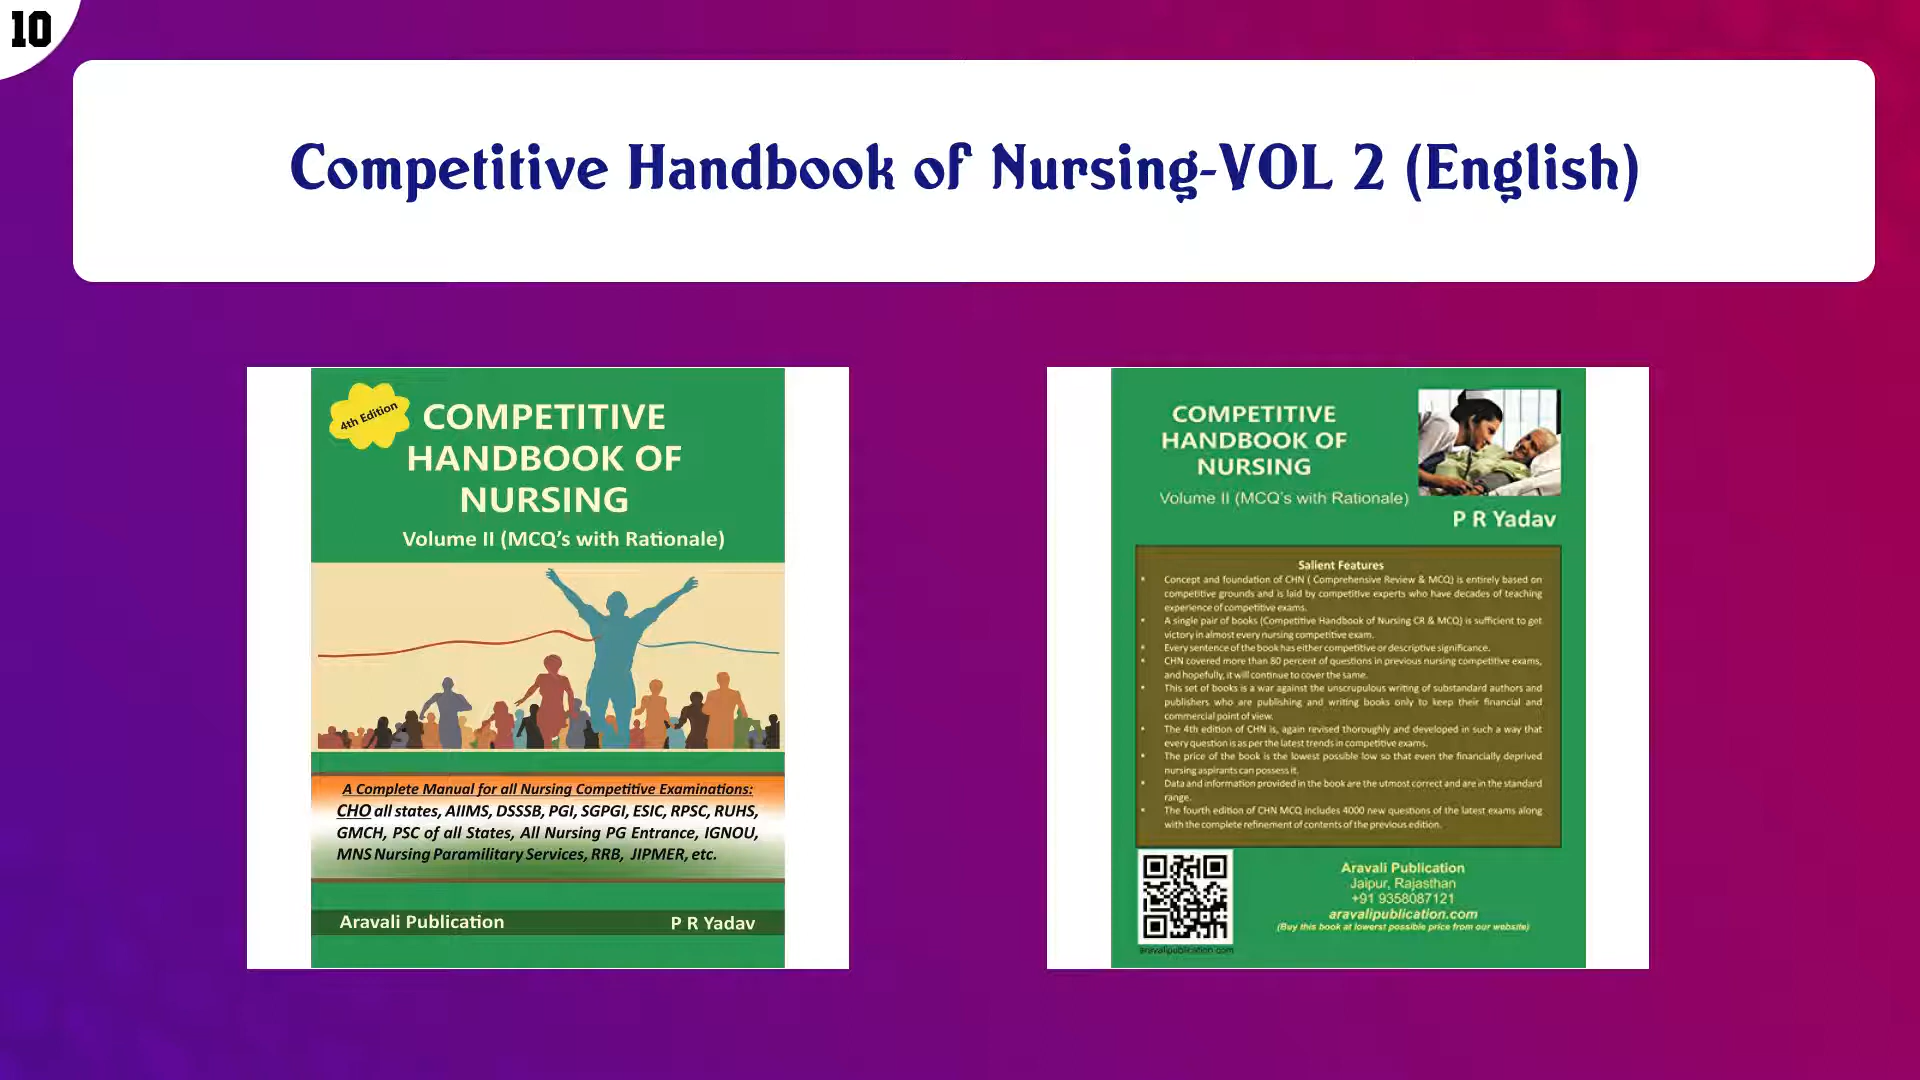 10
Competitive Handbook of Nursing-VOL 2 (English)
4th Edition
COMPETITIVE
HANDBOOK OF
NURSING
Volume II (MCQ's with Rationale)
A Complete Manual for all Nursing Competitive Examinations:
CHO all states, AIIMS, DSSSB, PGI, SGPGI, ESIC, RPSC, RUHS,
GMCH, PSC of all States, All Nursing PG Entrance, IGNOU,
MNS Nursing Paramilitary Services, RRB, JIPMER, etc.
Aravali Publication P R Yadav
COMPETITIVE
HANDBOOK OF
NURSING
Volume II (MCQ's with Rationale)
P R Yadav
Salient Features
• Concept and foundation of CHN ( Comprehensive Review & MCQ) is entirely based on
competitive grounds and is laid by competitive experts who have decades of teaching
experience of competitive exams.
• A single pair of books (Competitive Handbook of Nursing CR & MCQ) is sufficient to get
victory in almost every nursing competitive exam.
• Every sentence of the book has either competitive or descriptive significance.
• CHN covered more than 80 percent of questions in previous nursing competitive exams,
and hopefully, it will continue to cover the same.
• This set of books is a war against the unscrupulous writing of substandard authors and
publishers who are publishing and writing books only to keep their financial and
commercial point of view.
• The 4th edition of CHN is, again revised thoroughly and developed in such a way that
every question is as per the latest trends in competitive exams.
• The price of the book is the lowest possible low so that even the financially deprived
nursing aspirants can possess it.
• Data and information provided in the book are the utmost correct and are in the standard
range.
• The fourth edition of CHN MCQ includes 4000 new questions of the latest exams along
with the complete refinement of contents of the previous edition.
Aravali Publication
Jaipur, Rajasthan
+91 9358087121
aravalipublication.com
(Buy this book at lowerst possible price from our website)
aravalipublication.com